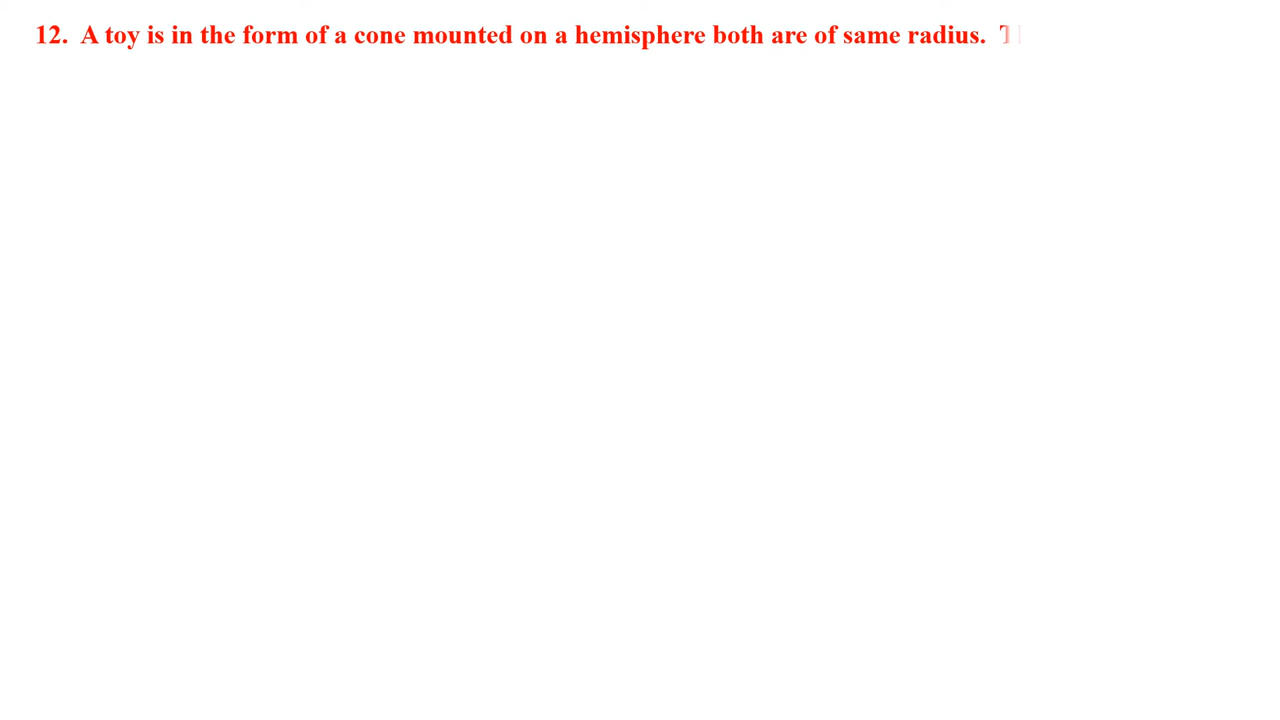 12. A toy is in the form of a cone mounted on a hemisphere both are of same radius.